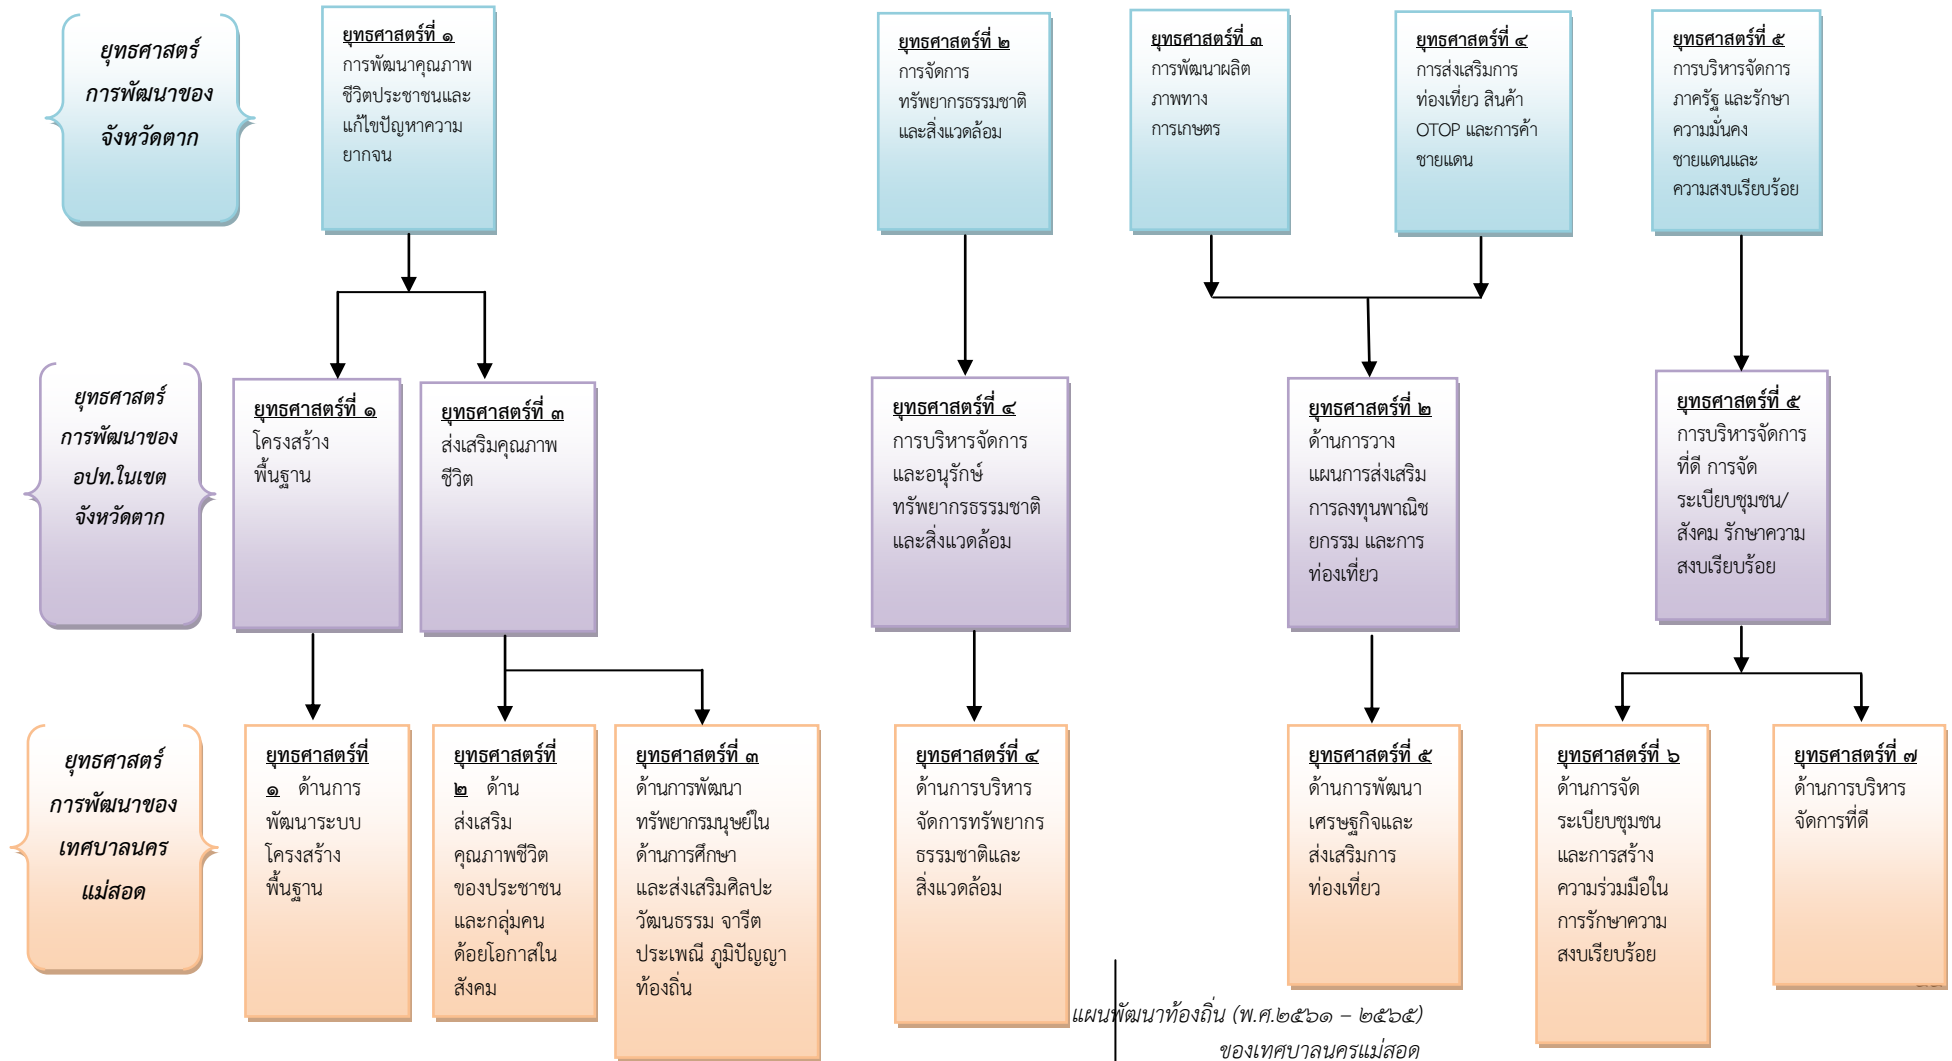 ยุทธศาสตร์
การพัฒนาของ
จังหวัดตาก
ยุทธศาสตร์ที่ ๑
การพัฒนาคุณภาพ
ชีวิตประชาชนและ
แก้ไขปัญหาความ
ยากจน
ยุทธศาสตร์ที่ ๒
การจัดการ
ทรัพยากรธรรมชาติ
และสิ่งแวดล้อม
ยุทธศาสตร์ที่ ๓
การพัฒนาผลิต
ภาพทาง
การเกษตร
ยุทธศาสตร์ที่ ๔
การส่งเสริมการ
ท่องเที่ยว สินค้า
OTOP และการค้า
ชายแดน
ยุทธศาสตร์ที่ ๕
การบริหารจัดการ
ภาครัฐ และรักษา
ความมั่นคง
ชายแดนและ
ความสงบเรียบร้อย
ยุทธศาสตร์
การพัฒนาของ
อปท.ในเขต
จังหวัดตาก
ยุทธศาสตร์ที่ ๑
โครงสร้าง
พื้นฐาน
ยุทธศาสตร์ที่ ๓
ส่งเสริมคุณภาพ
ชีวิต
ยุทธศาสตร์ที่ ๔
การบริหารจัดการ
และอนุรักษ์
ทรัพยากรธรรมชาติ
และสิ่งแวดล้อม
ยุทธศาสตร์ที่ ๒
ด้านการวาง
แผนการส่งเสริม
การลงทุนพาณิช
ยกรรม และการ
ท่องเที่ยว
ยุทธศาสตร์ที่ ๕
การบริหารจัดการ
ที่ดี การจัด
ระเบียบชุมชน/
สังคม รักษาความ
สงบเรียบร้อย
ยุทธศาสตร์
การพัฒนาของ
เทศบาลนคร
แม่สอด
ยุทธศาสตร์ที่
๑ ด้านการ
พัฒนาระบบ
โครงสร้าง
พื้นฐาน
ยุทธศาสตร์ที่
๒ ด้าน
ส่งเสริม
คุณภาพชีวิต
ของประชาชน
และกลุ่มคน
ด้อยโอกาสใน
สังคม
ยุทธศาสตร์ที่ ๓
ด้านการพัฒนา
ทรัพยากรมนุษย์ใน
ด้านการศึกษา
และส่งเสริมศิลปะ
วัฒนธรรม จารีต
ประเพณี ภูมิปัญญา
ท้องถิ่น
ยุทธศาสตร์ที่ ๔
ด้านการบริหาร
จัดการทรัพยากร
ธรรมชาติและ
สิ่งแวดล้อม
ยุทธศาสตร์ที่ ๕
ด้านการพัฒนา
เศรษฐกิจและ
ส่งเสริมการ
ท่องเที่ยว
ยุทธศาสตร์ที่ ๖
ด้านการจัด
ระเบียบชุมชน
และการสร้าง
ความร่วมมือใน
การรักษาความ
สงบเรียบร้อย
ยุทธศาสตร์ที่ ๗
ด้านการบริหาร
จัดการที่ดี
แผนพัฒนาท้องถิ่น (พ.ศ.๒๕๖๑ – ๒๕๖๕)
ของเทศบาลนครแม่สอด